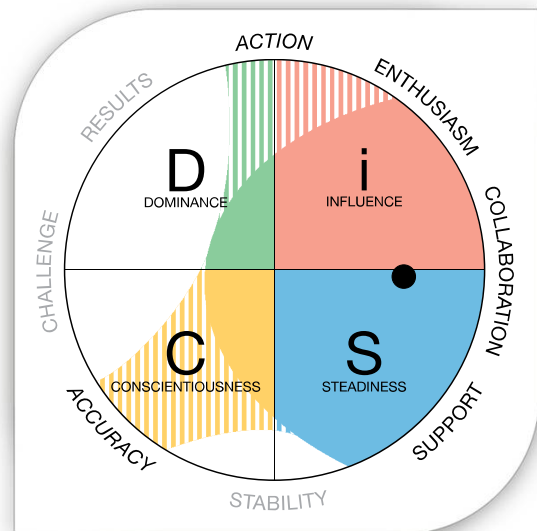 ACTION
RESULTS
ENTHUSIASM
D
DOMINANCE
i
INFLUENCE
CHALLENGE
COLLABORATION
C
CONSCIENTIOUSNESS
S
STEADINESS
ACCURACY
SUPPORT
STABILITY